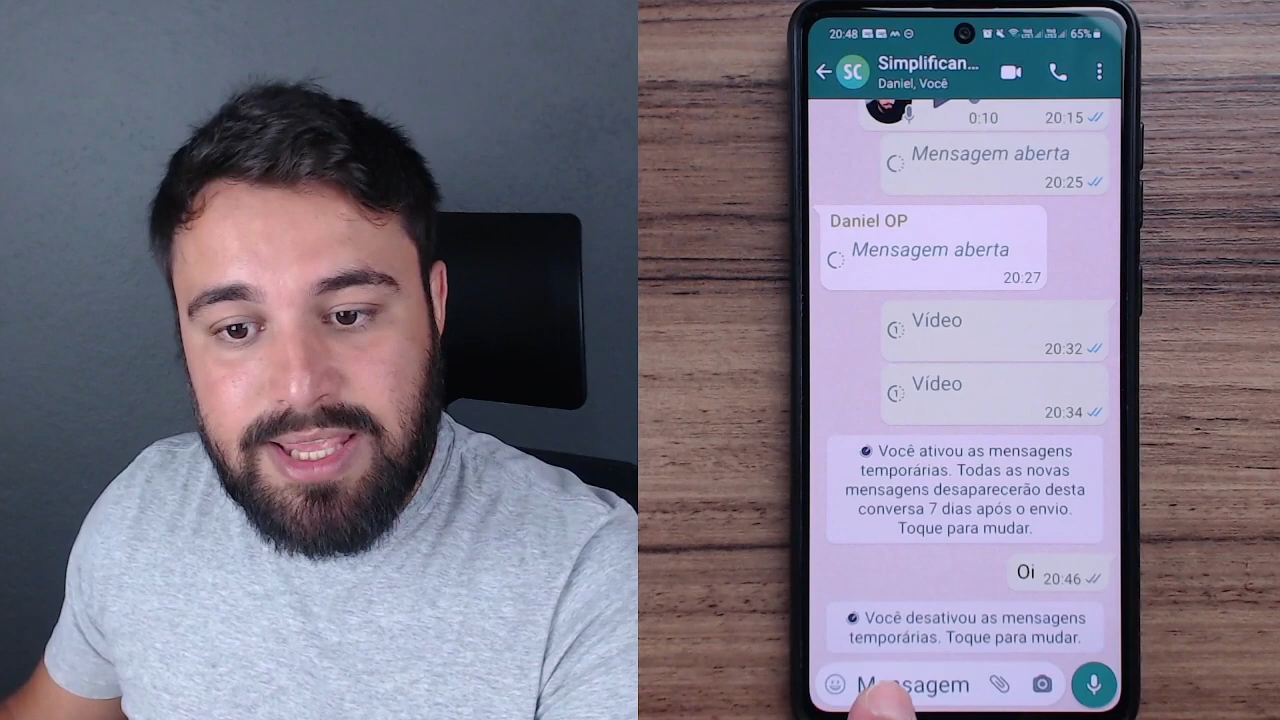 20:48
65%
SC
Simplifican...
Daniel, Você
0:10
20:15
Mensagem aberta
20:25
Daniel OP
Mensagem aberta
20:27
1
Vídeo
20:32
1
Vídeo
20:34
Você ativou as mensagens
temporárias. Todas as novas
mensagens desaparecerão desta
conversa 7 dias após o envio.
Toque para mudar.
Oi
20:46
Você desativou as mensagens
temporárias. Toque para mudar.
Mensagem